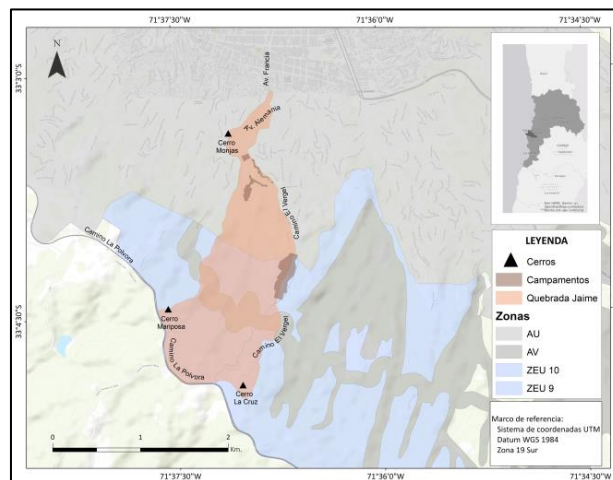 71°37'30"W
71°36'0"W
71°34'30"W
N
33°3'0"S
33°4'30"S
Av. Francia
Av. Alemania
Cerro
Monjas
Camino El Vergel
Camino La Polvora
Cerro
Mariposa
Camino El Vergel
Camino La Polvora
Cerro
La Cruz
0
1
2
Km.
71°37'30"W
71°36'0"W
71°34'30"W
LEYENDA
Cerros
Campamentos
Quebrada Jaime
Zonas
AU
AV
ZEU 10
ZEU 9
Marco de referencia:
Sistema de coordenadas UTM
Datum WGS 1984
Zona 19 Sur